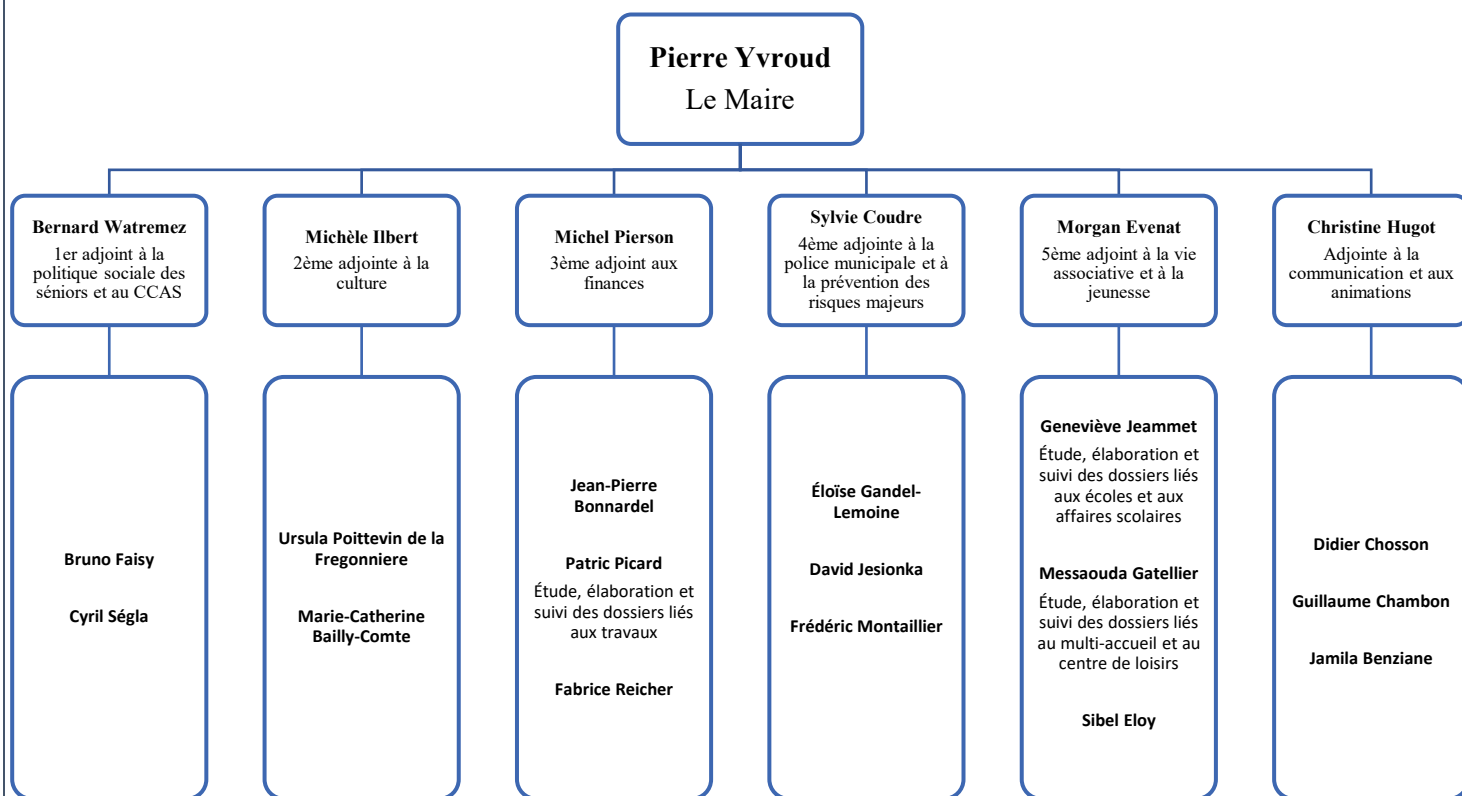 Pierre Yvroud
Le Maire
Bernard Watremez
1er adjoint à la
politique sociale des
séniors et au CCAS
Michèle Ilbert
2ème adjointe à la
culture
Michel Pierson
3ème adjoint aux
finances
Sylvie Coudre
4ème adjointe à la
police municipale et à
la prévention des
risques majeurs
Morgan Evenat
5ème adjoint à la vie
associative et à la
jeunesse
Christine Hugot
Adjointe à la
communication et aux
animations
Bruno Faisy
Cyril Ségla
Ursula Poittevin de la
Fregonniere
Marie-Catherine
Bailly-Comte
Jean-Pierre
Bonnardel
Patric Picard
Étude, élaboration et
suivi des dossiers liés
aux travaux
Fabrice Reicher
Éloïse Gandel-
Lemoine
David Jesionka
Frédéric Montaillier
Geneviève Jeammet
Étude, élaboration et
suivi des dossiers liés
aux écoles et aux
affaires scolaires
Messaouda Gatellier
Étude, élaboration et
suivi des dossiers liés
au multi-accueil et au
centre de loisirs
Sibel Eloy
Didier Chosson
Guillaume Chambon
Jamila Benziane